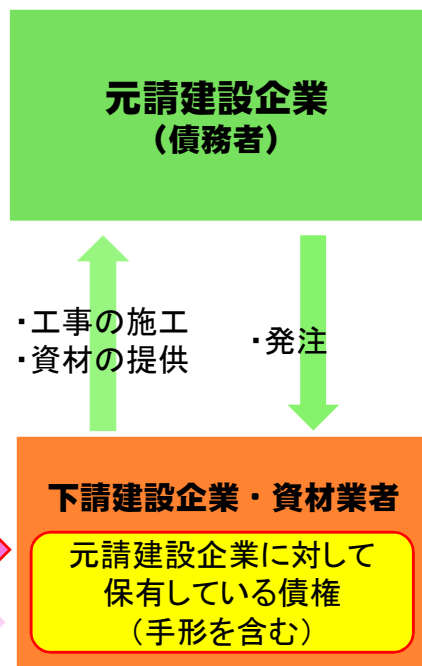 元請建設企業
（債務者）
・工事の施工
・資材の提供
・発注
下請建設企業・資材業者
元請建設企業に対して
保有している債権
（手形を含む）